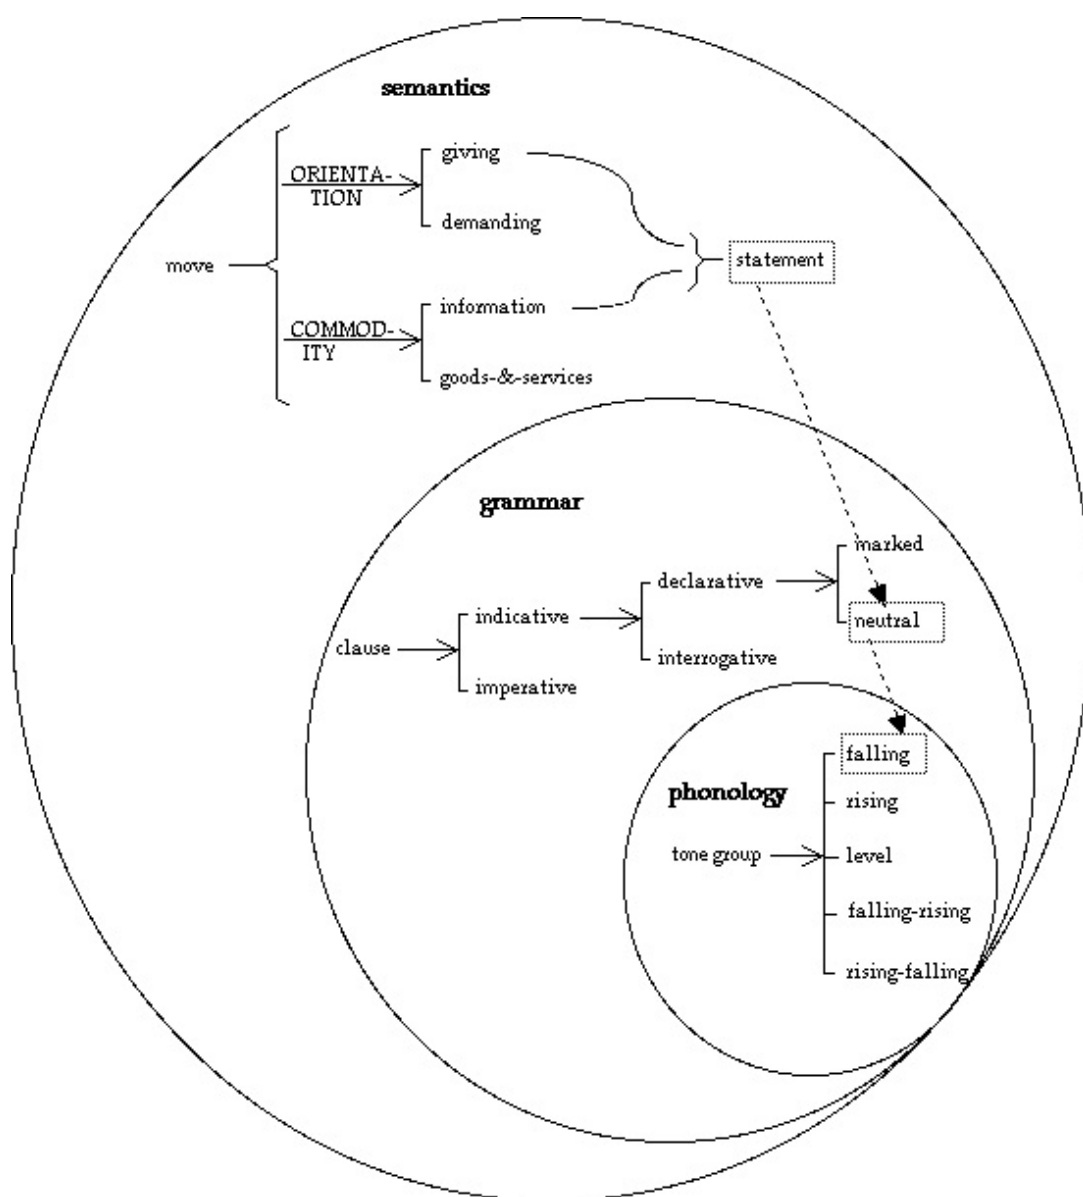 semantics
giving
ORIENTA-
TION
demanding
move
statement
information
COMMOD-
ITY
goods-&-services
grammar
marked
declarative
indicative
neutral
clause
interrogative
imperative
falling
phonology
rising
tone group
level
falling-rising
rising-falling